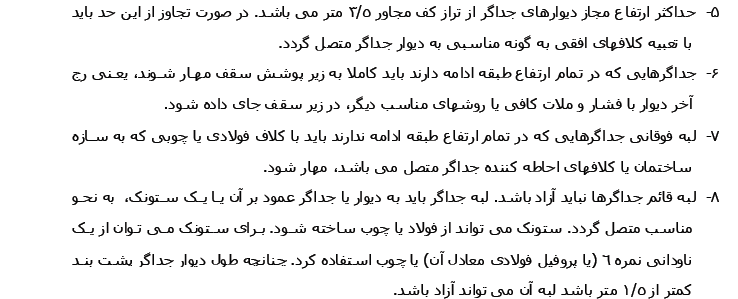 ۵- حداکثر ارتفاع مجاز دیوارهای جداگر از تراز کف مجاور ۳/۵ متر می باشد. در صورت تجاوز از این حد باید
با تعبیه کلافهای افقی به گونه مناسبی به دیوار جداگر متصل گردد.
۶- جداگرهایی که در تمام ارتفاع طبقه ادامه دارند باید کاملا به زیر پوشش سقف مهار شوند، یعنی رج
آخر دیوار با فشار و ملات کافی یا روشهای مناسب دیگر، در زیر سقف جای داده شود.
۷- لبه فوقانی جداگرهایی که در تمام ارتفاع طبقه ادامه ندارند باید با کلاف فولادی یا چوبی که به سازه
ساختمان یا کلافهای احاطه کننده جداگر متصل می باشد، مهار شود.
۸- لبه قائم جداگرها نباید آزاد باشد. لبه جداگر باید به دیوار یا جداگر عمود بر آن یا یک ستونک، به نحو
مناسب متصل گردد. ستونک می تواند از فولاد یا چوب ساخته شود. برای ستونک می توان از یک
ناودانی نمره ٦ (یا پروفیل فولادی معادل آن) یا چوب استفاده کرد. چنانچه طول دیوار جداگر پشت بند
کمتر از ۱/۵ متر باشد لبه آن می تواند آزاد باشد.